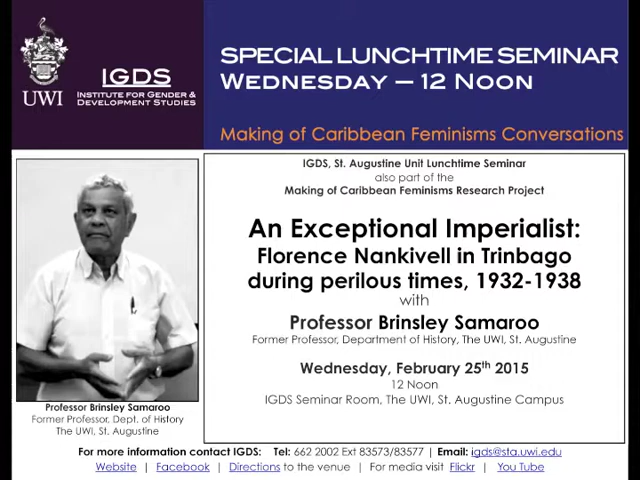 UWI
IGDS
INSTITUTE FOR GENDER &
DEVELOPMENT STUDIES
SPECIAL LUNCHTIME SEMINAR
WEDNESDAY – 12 NOON
Making of Caribbean Feminisms Conversations
IGDS, St. Augustine Unit Lunchtime Seminar
also part of the
Making of Caribbean Feminisms Research Project
An Exceptional Imperialist:
Florence Nankivell in Trinbago
during perilous times, 1932-1938
with
Professor Brinsley Samaroo
Former Professor, Department of History, The UWI, St. Augustine
Wednesday, February 25th 2015
12 Noon
IGDS Seminar Room, The UWI, St. Augustine Campus
Professor Brinsley Samaroo
Former Professor, Dept. of History
The UWI, St. Augustine
For more information contact IGDS: Tel: 662 2002 Ext 83573/83577 | Email: igds@sta.uwi.edu
Website | Facebook | Directions to the venue | For media visit Flickr | You Tube